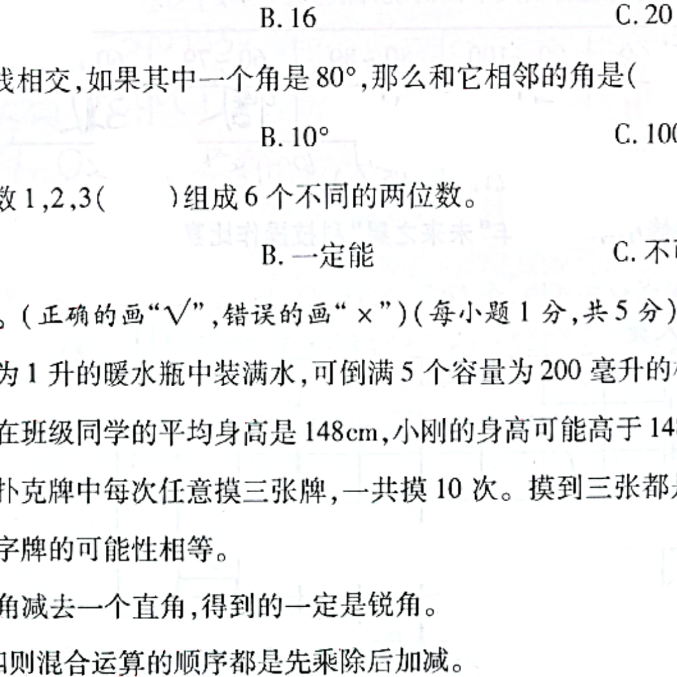 B. 16 C. 20
相交,如果其中一个角是 80°,那么和它相邻的角是(
B. 10° C. 10
数 1,2,3( )组成 6 个不同的两位数。
B. 一定能 C. 不
。(正确的画“√”,错误的画“×”)(每小题 1 分,共 5 分)
为 1 升的暖水瓶中装满水,可倒满 5 个容量为 200 毫升的
在班级同学的平均身高是 148cm,小刚的身高可能高于 14
扑克牌中每次任意摸三张牌,一共摸 10 次。摸到三张都
字牌的可能性相等。
角减去一个直角,得到的一定是锐角。
则混合运算的顺序都是先乘除后加减。